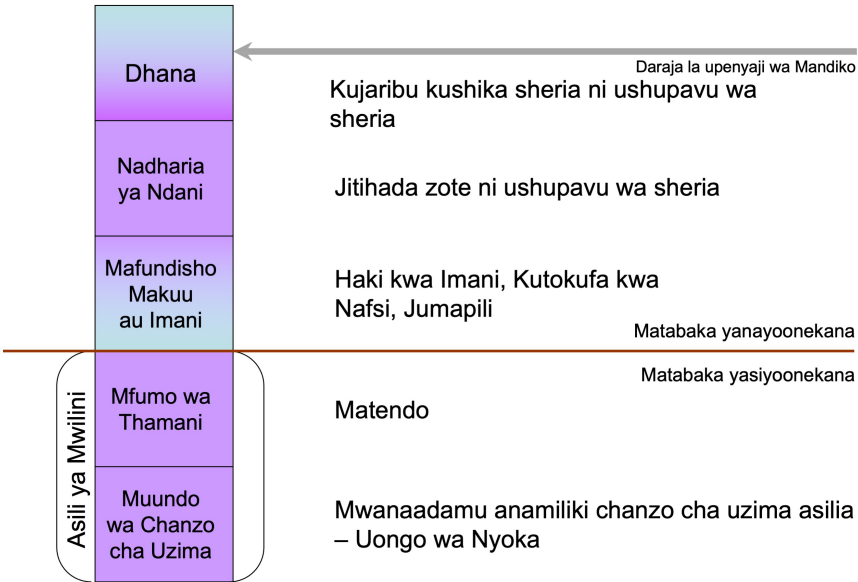 Dhana
Daraja la upenyaji wa Mandiko
Kujaribu kushika sheria ni ushupavu wa
sheria
Nadharia
ya Ndani
Jitihada zote ni ushupavu wa sheria
Mafundisho
Makuu
au Imani
Haki kwa Imani, Kutokufa kwa
Nafsi, Jumapili
Matabaka yanayoonekana
Matabaka yasiyoonekana
Asili ya Mwilini
Mfumo wa
Thamani
Matendo
Muundo
wa Chanzo
cha Uzima
Mwanaadamu anamiliki chanzo cha uzima asilia
– Uongo wa Nyoka